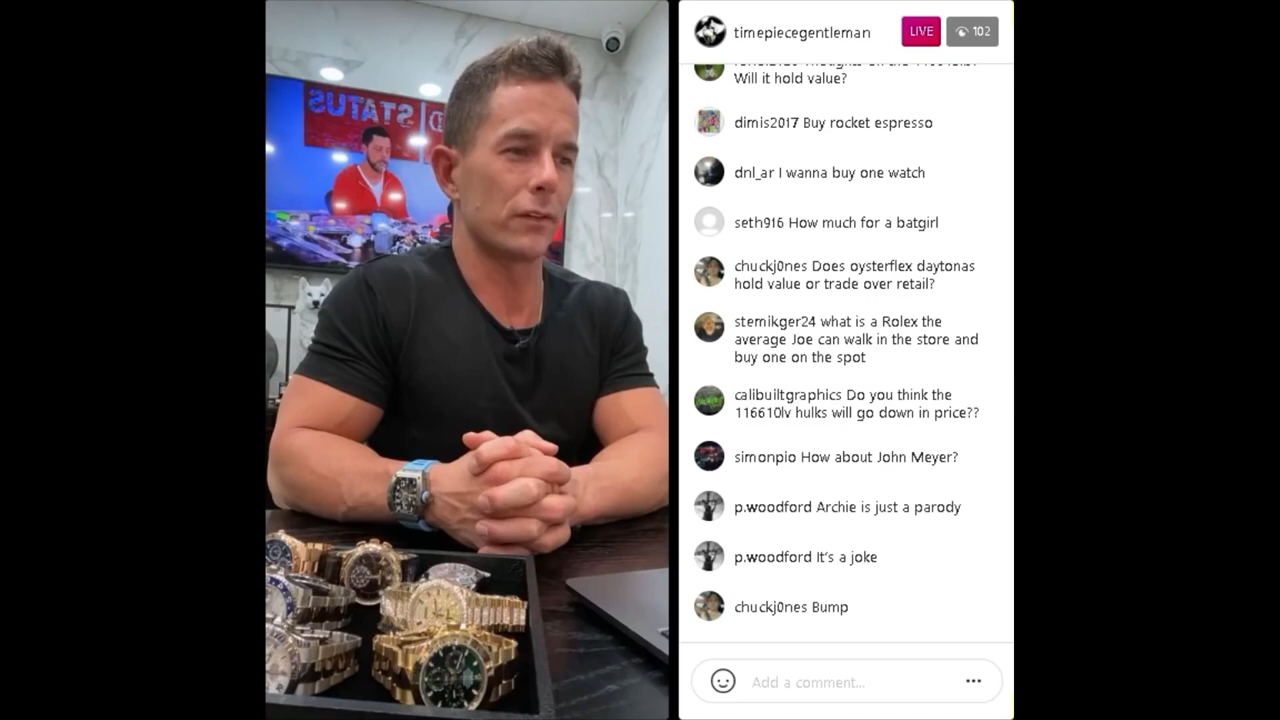 STATUS
timepiecegentleman
LIVE
102
Will it hold value?
dimis2017 Buy rocket espresso
dnl_ar I wanna buy one watch
seth916 How much for a batgirl
chuckj0nes Does oysterflex daytonas
hold value or trade over retail?
sternikger24 what is a Rolex the
average Joe can walk in the store and
buy one on the spot
calibuiltgraphics Do you think the
116610lv hulks will go down in price??
simonpio How about John Meyer?
p.woodford Archie is just a parody
p.woodford It's a joke
chuckj0nes Bump
Add a comment...